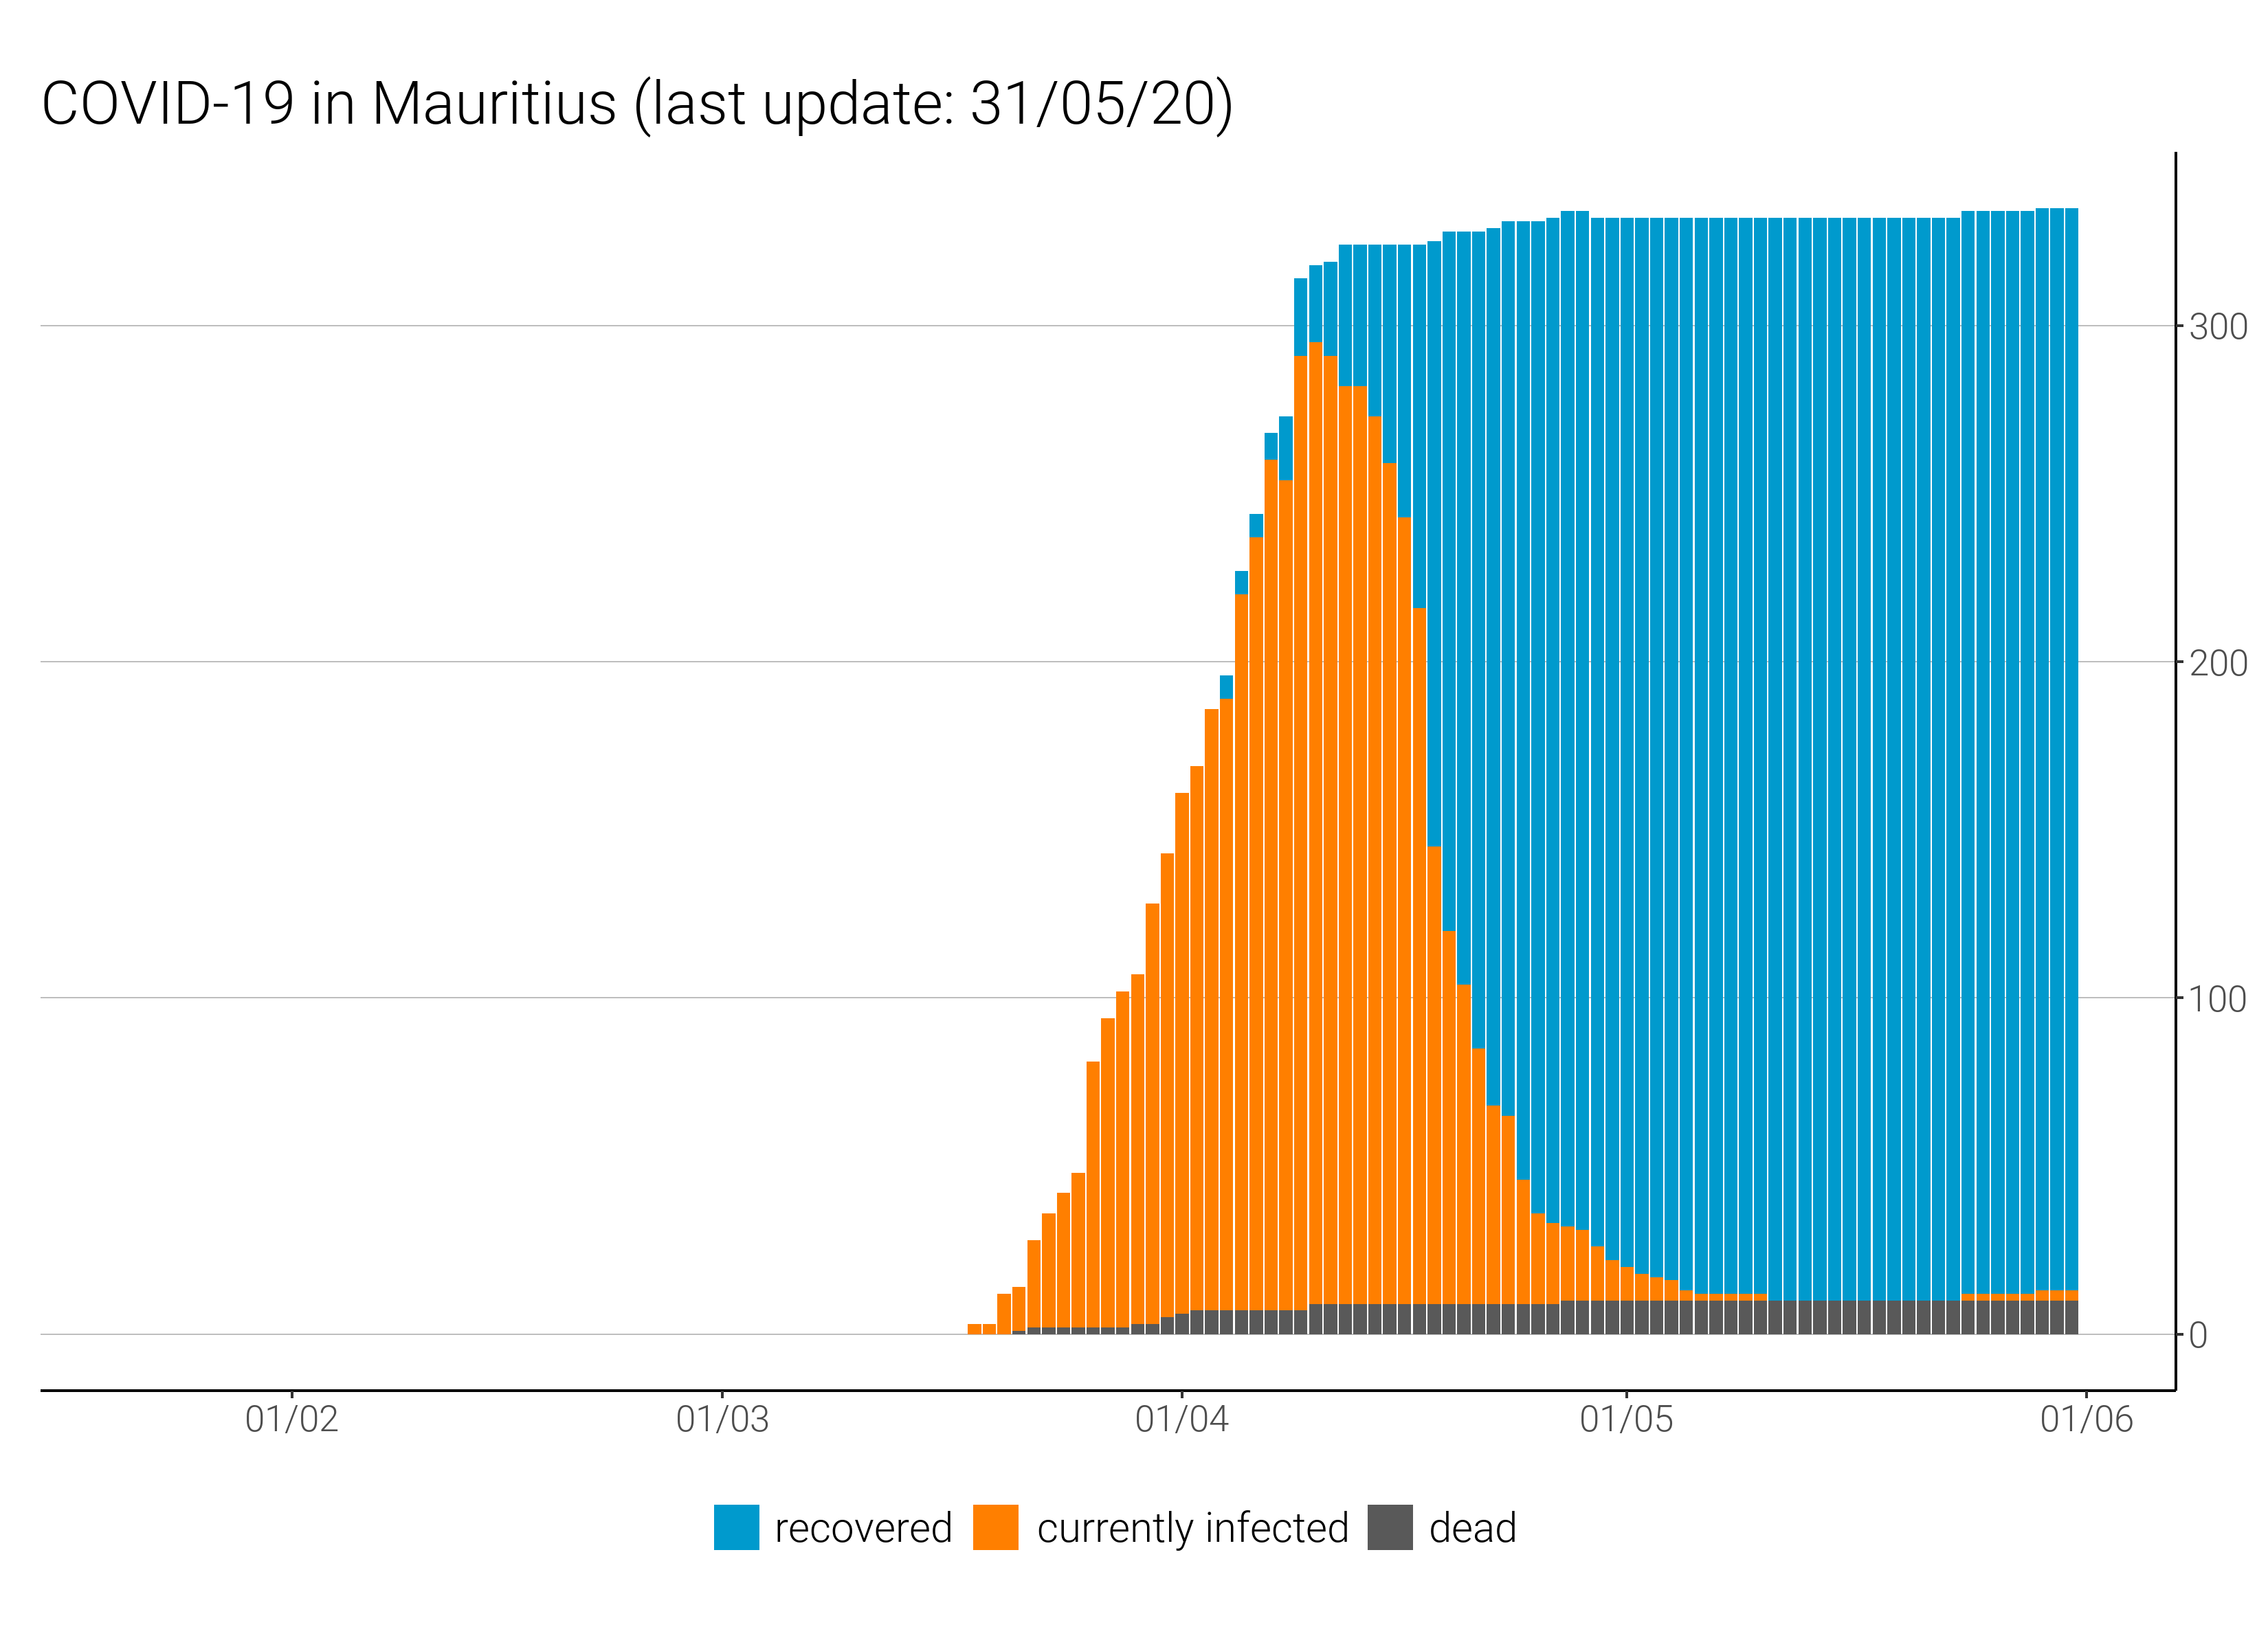 COVID-19 in Mauritius (last update: 31/05/20)
300
200
100
0
01/02 01/03 01/04 01/05 01/06
recovered currently infected dead